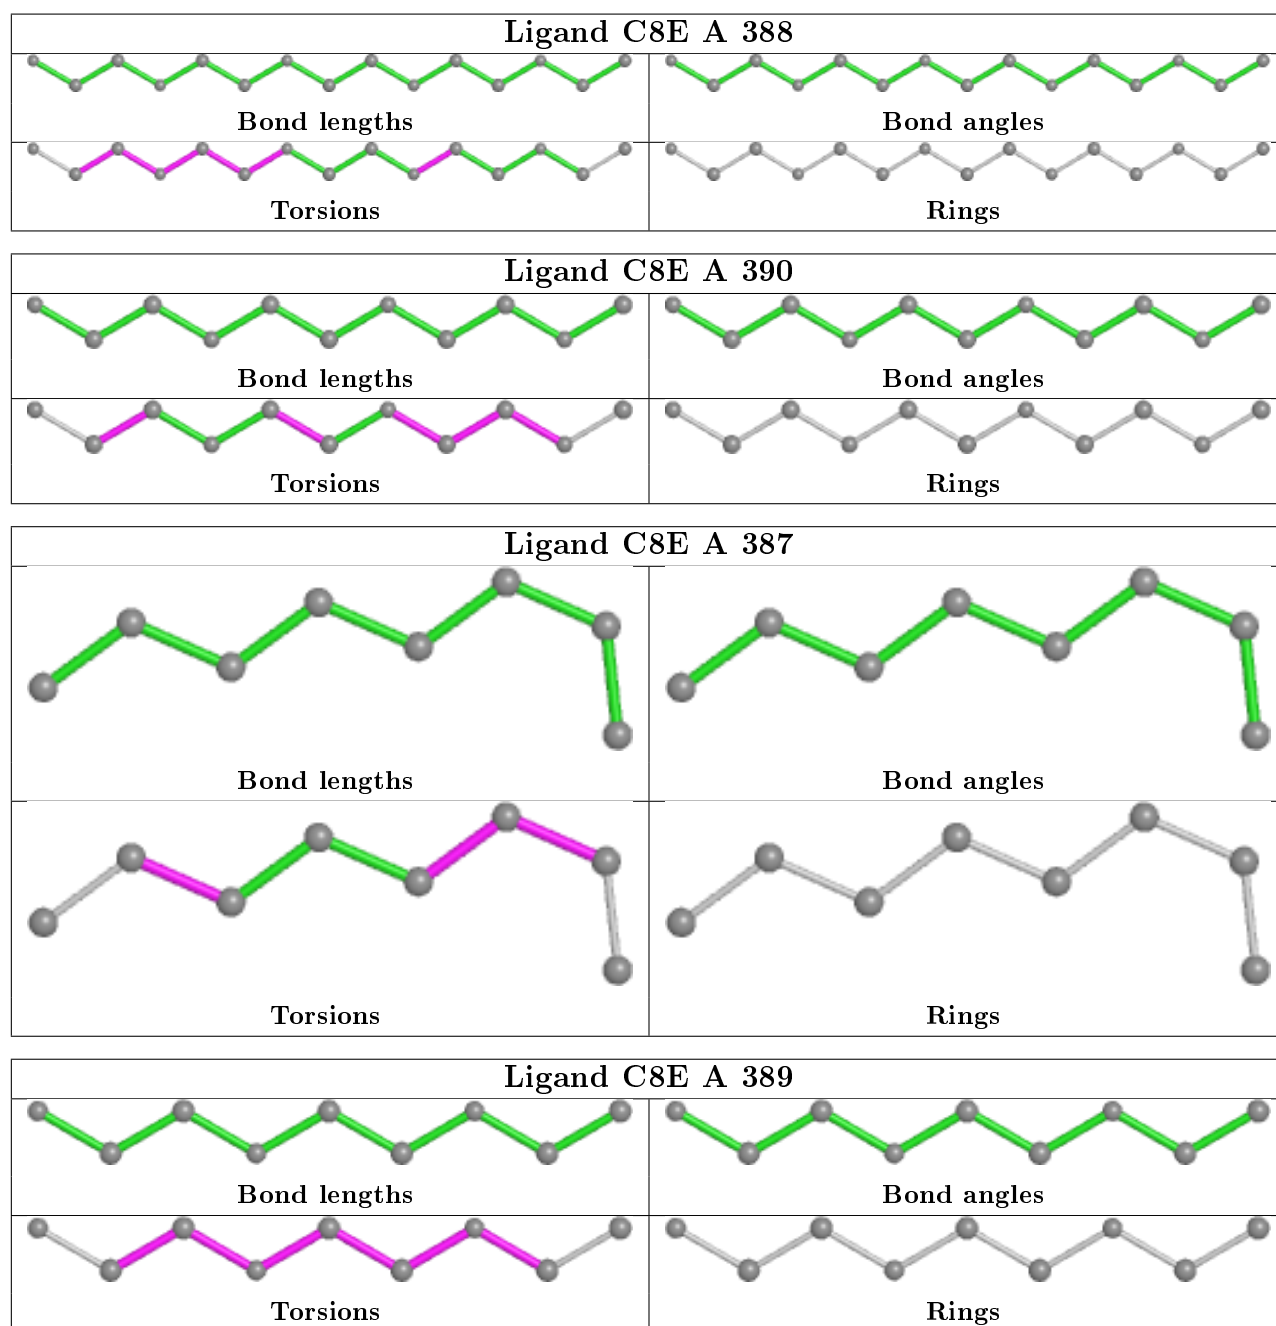 Ligand C8E A 388
Bond lengths
Bond angles
Torsions
Rings
Ligand C8E A 390
Bond lengths
Bond angles
Torsions
Rings
Ligand C8E A 387
Bond lengths
Bond angles
Torsions
Rings
Ligand C8E A 389
Bond lengths
Bond angles
Torsions
Rings